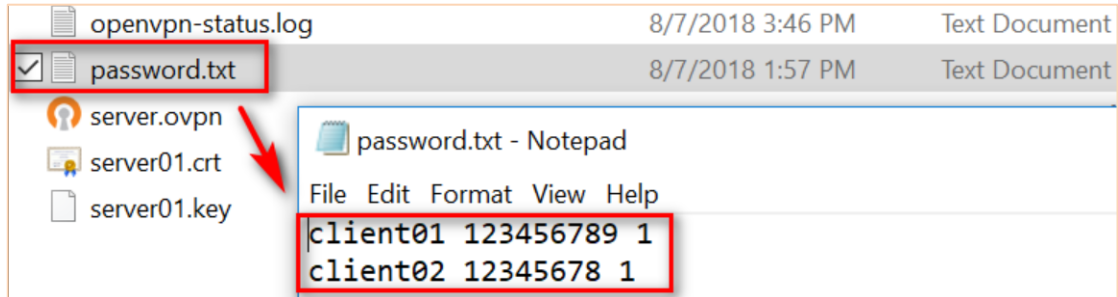 openvpn-status.log 8/7/2018 3:46 PM Text Document
password.txt 8/7/2018 1:57 PM Text Document
server.ovpn
server01.crt
server01.key
password.txt - Notepad
File Edit Format View Help
client01 123456789 1
client02 12345678 1